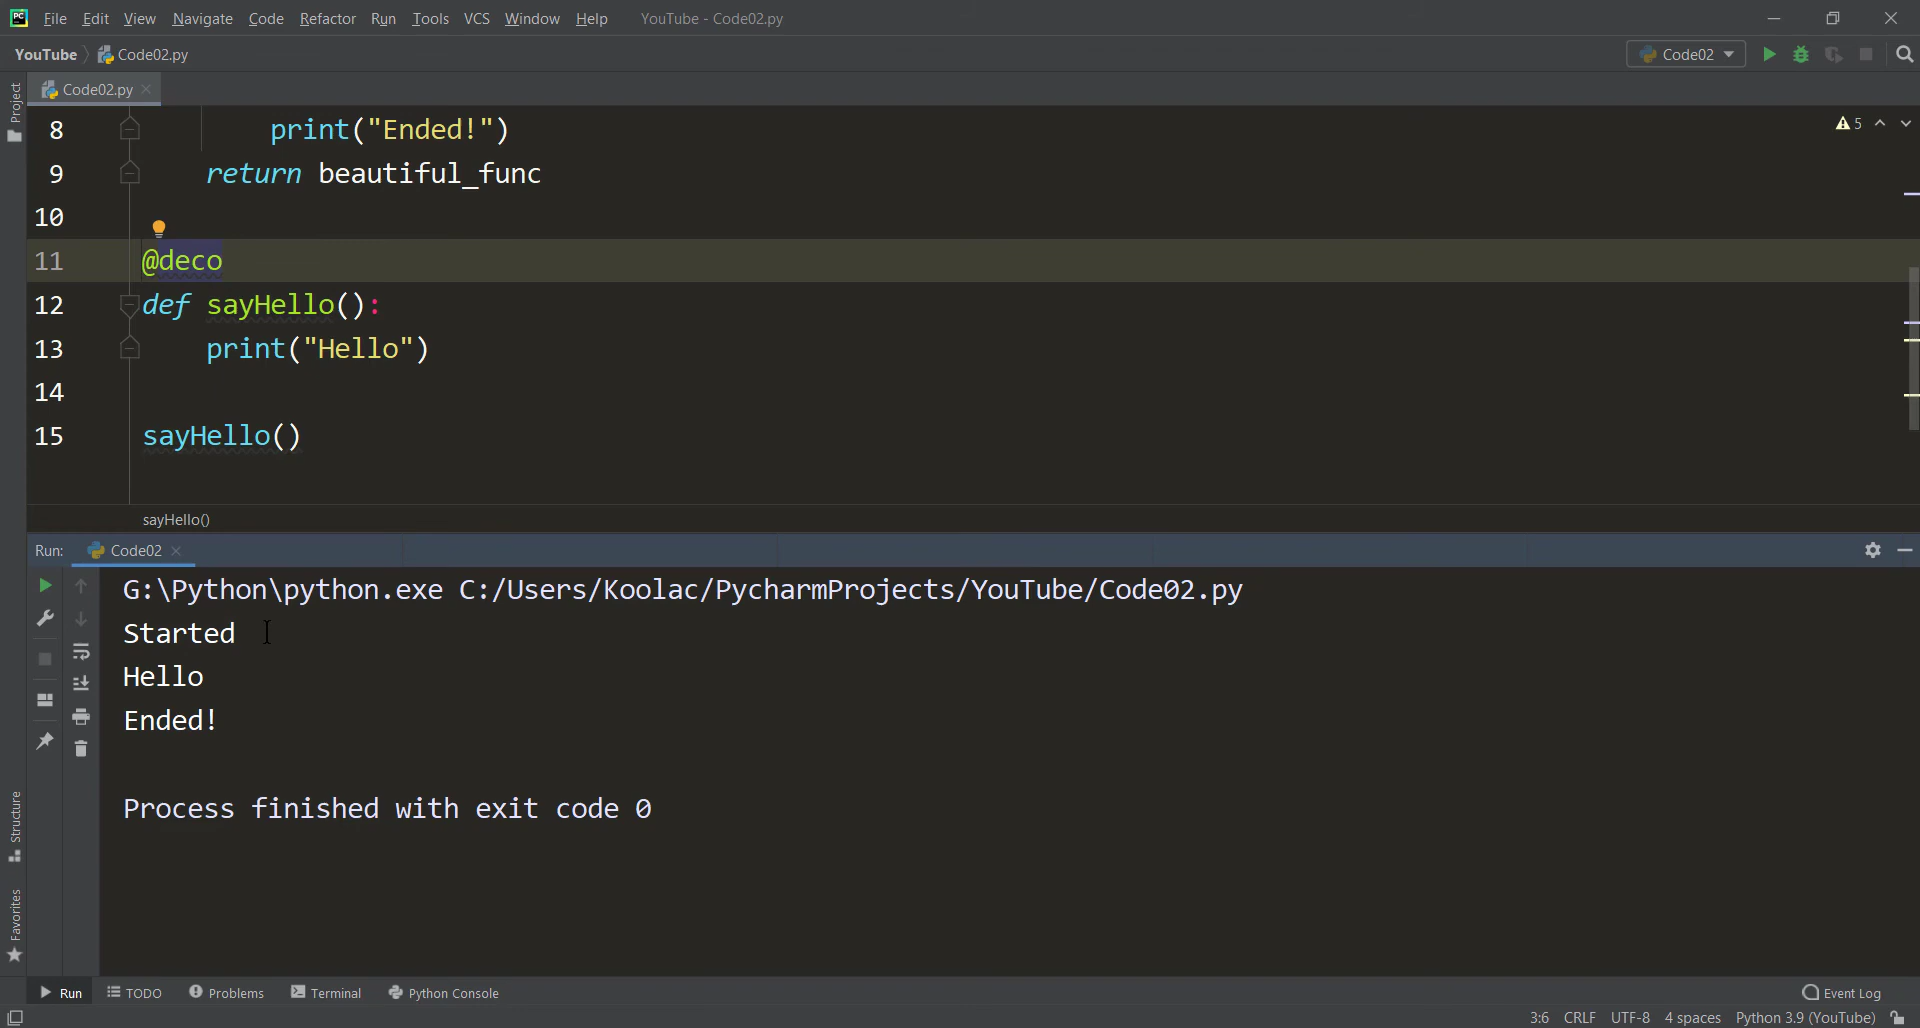 File Edit View Navigate Code Refactor Run Tools VCS Window Help YouTube - Code02.py
YouTube Code02.py Code02
Project
Code02.py 5
8 print("Ended!")
9 return beautiful_func
10
11 @deco
12 def sayHello():
13 print("Hello")
14
15 sayHello()
sayHello()
Run: Code02
G:\Python\python.exe C:/Users/Koolac/PycharmProjects/YouTube/Code02.py
Started
Hello
Ended!
Process finished with exit code 0
Structure
Favorites
Run TODO Problems Terminal Python Console Event Log
3:6 CRLF UTF-8 4 spaces Python 3.9 (YouTube)